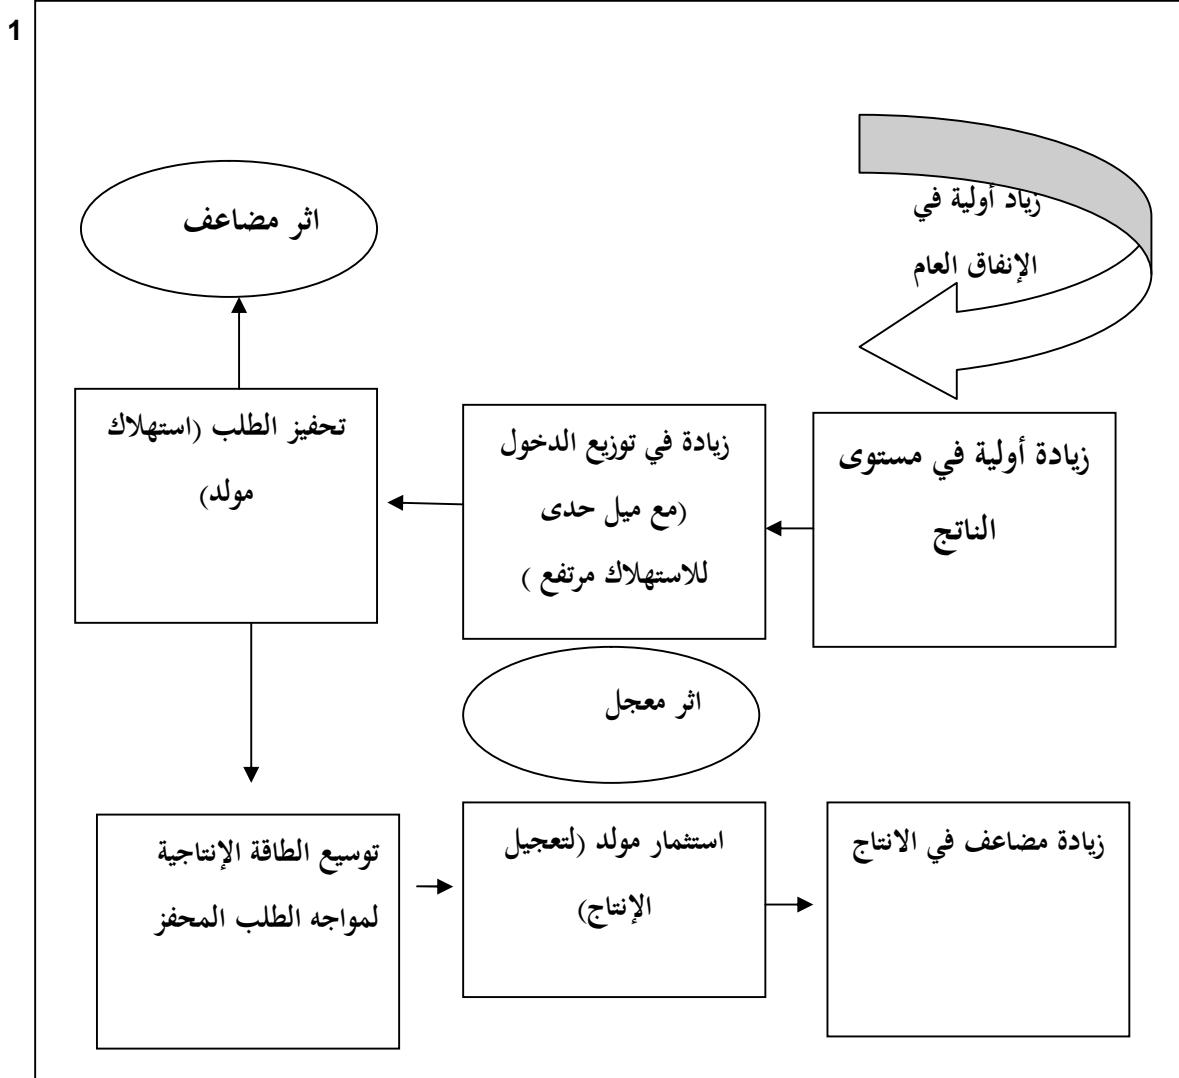 1
زياد أولية في
الإنفاق العام
اثر مضاعف
زيادة أولية في مستوى
الناتج
زيادة في توزيع الدخول
(مع ميل حدى
للاستهلاك مرتفع )
تحفيز الطلب (استهلاك
مولد)
اثر معجل
توسيع الطاقة الإنتاجية
لمواجه الطلب المحفز
استثمار مولد (لتعجيل
الإنتاج)
زيادة مضاعف في الانتاج